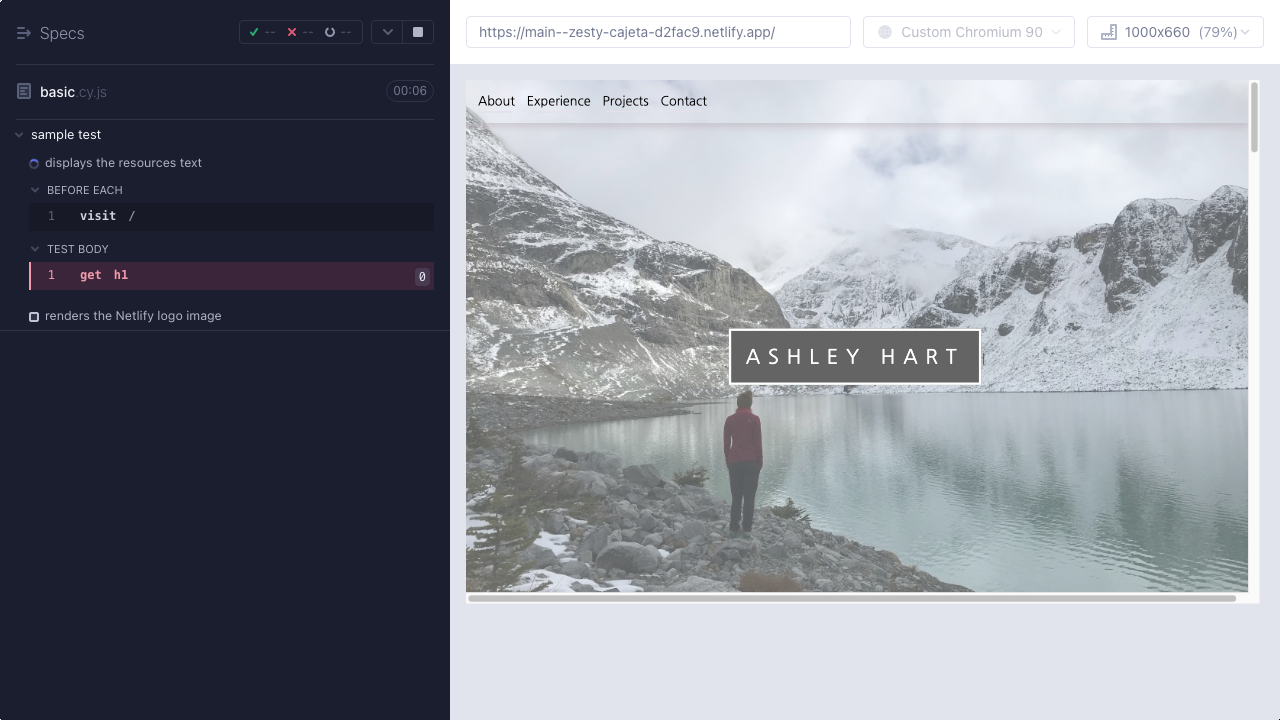 Specs
-- -- --
basic.cy.js
00:06
sample test
displays the resources text
BEFORE EACH
1 visit /
TEST BODY
1 get h1 0
renders the Netlify logo image
https://main--zesty-cajeta-d2fac9.netlify.app/
Custom Chromium 90
1000x660 (79%)
About Experience Projects Contact
ASHLEY HART